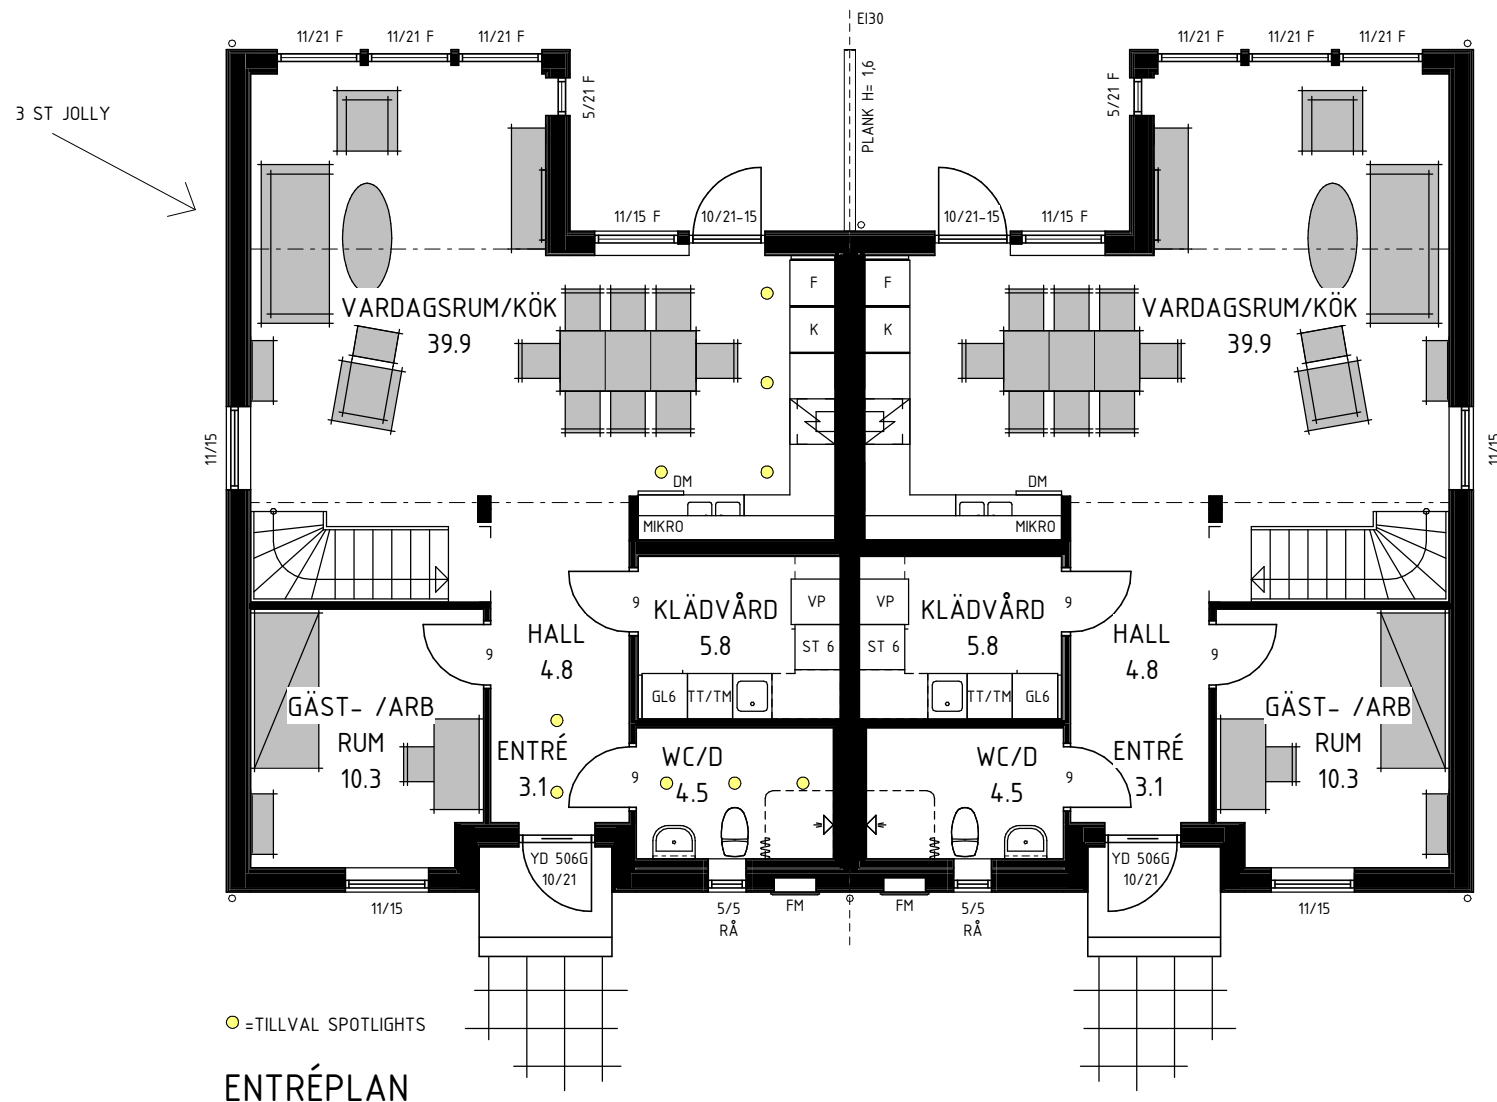 EI30
11/21 F 11/21 F 11/21 F
11/21 F 11/21 F 11/21 F
5/21 F
PLANK H= 1,6
5/21 F
3 ST JOLLY
11/15 F
10/21-15
10/21-15
11/15 F
F
F
VARDAGSRUM/KÖK
39.9
K
K
VARDAGSRUM/KÖK
39.9
11/15
11/15
DM
DM
MIKRO
MIKRO
9
KLÄDVÅRD
5.8
VP
VP
KLÄDVÅRD
5.8
9
HALL
4.8
ST 6
ST 6
HALL
4.8
9
9
GL6
TT/TM
TT/TM
GL6
GÄST- /ARB
RUM
10.3
GÄST- /ARB
RUM
10.3
ENTRÉ
3.1
9
WC/D
4.5
WC/D
4.5
9
ENTRÉ
3.1
YD 506G
10/21
YD 506G
10/21
11/15
5/5
RÅ
FM
FM
5/5
RÅ
11/15
=TILLVAL SPOTLIGHTS
ENTRÉPLAN